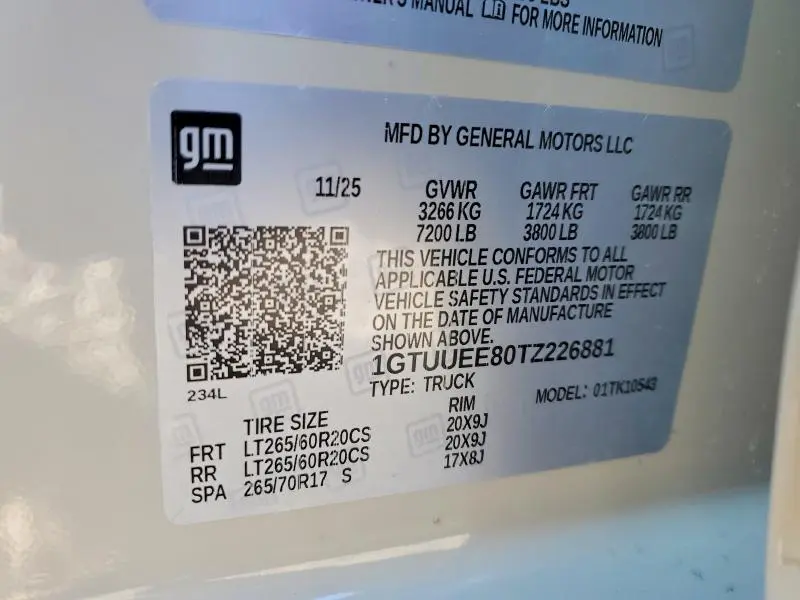 MANUAL FOR MORE INFORMATION
gm
MFD BY GENERAL MOTORS LLC
11/25 GVWR GAWR FRT GAWR RR
3266 KG 1724 KG 1724 KG
7200 LB 3800 LB 3800 LB
THIS VEHICLE CONFORMS TO ALL
APPLICABLE U.S. FEDERAL MOTOR
VEHICLE SAFETY STANDARDS IN EFFECT
ON THE DATE OF MANUFACTURE
SHOWN ABOVE.
1GTUUEE80TZ226881
TYPE: TRUCK MODEL: 01TK10543
234L
TIRE SIZE RIM
FRT LT265/60R20CS 20X9J
RR LT265/60R20CS 20X9J
SPA 265/70R17 S 17X8J